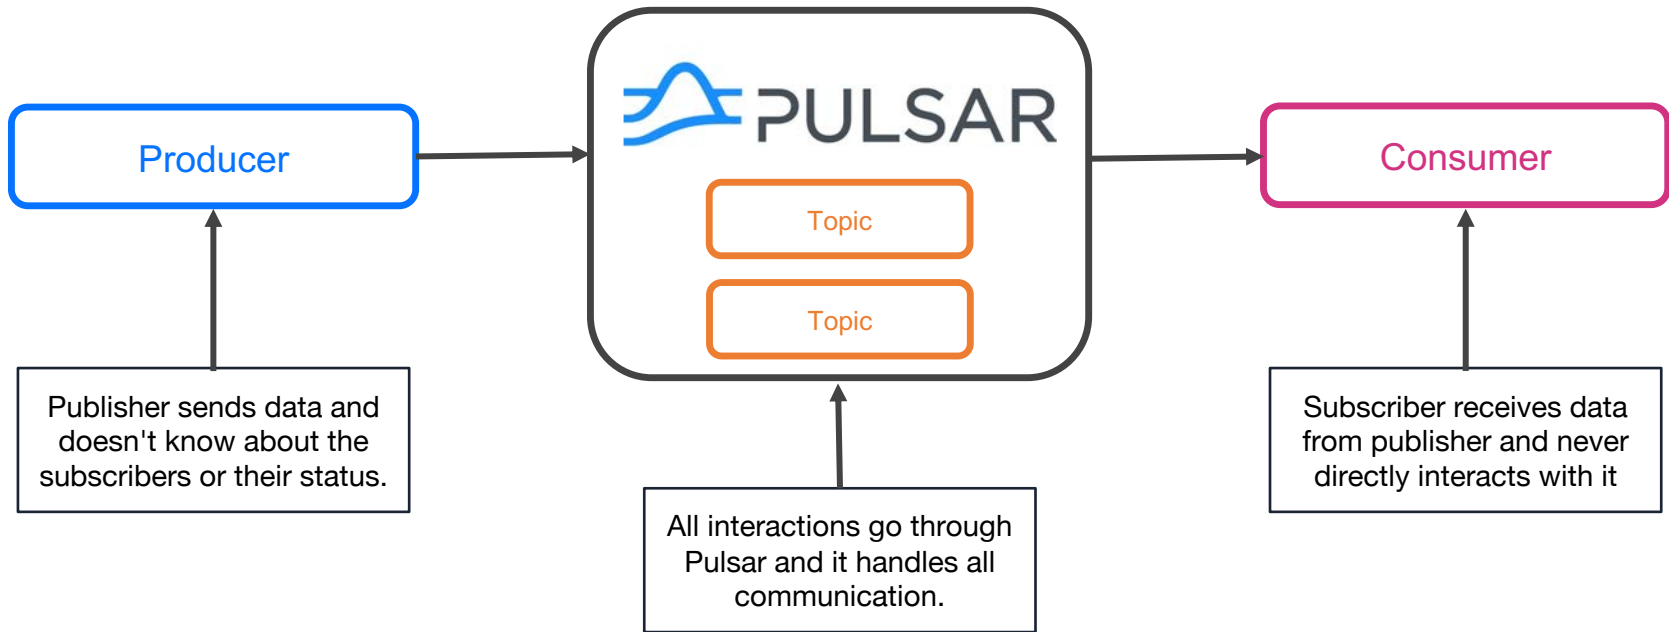 PULSAR
Producer
Consumer
Topic
Topic
Publisher sends data and
doesn't know about the
subscribers or their status.
All interactions go through
Pulsar and it handles all
communication.
Subscriber receives data
from publisher and never
directly interacts with it